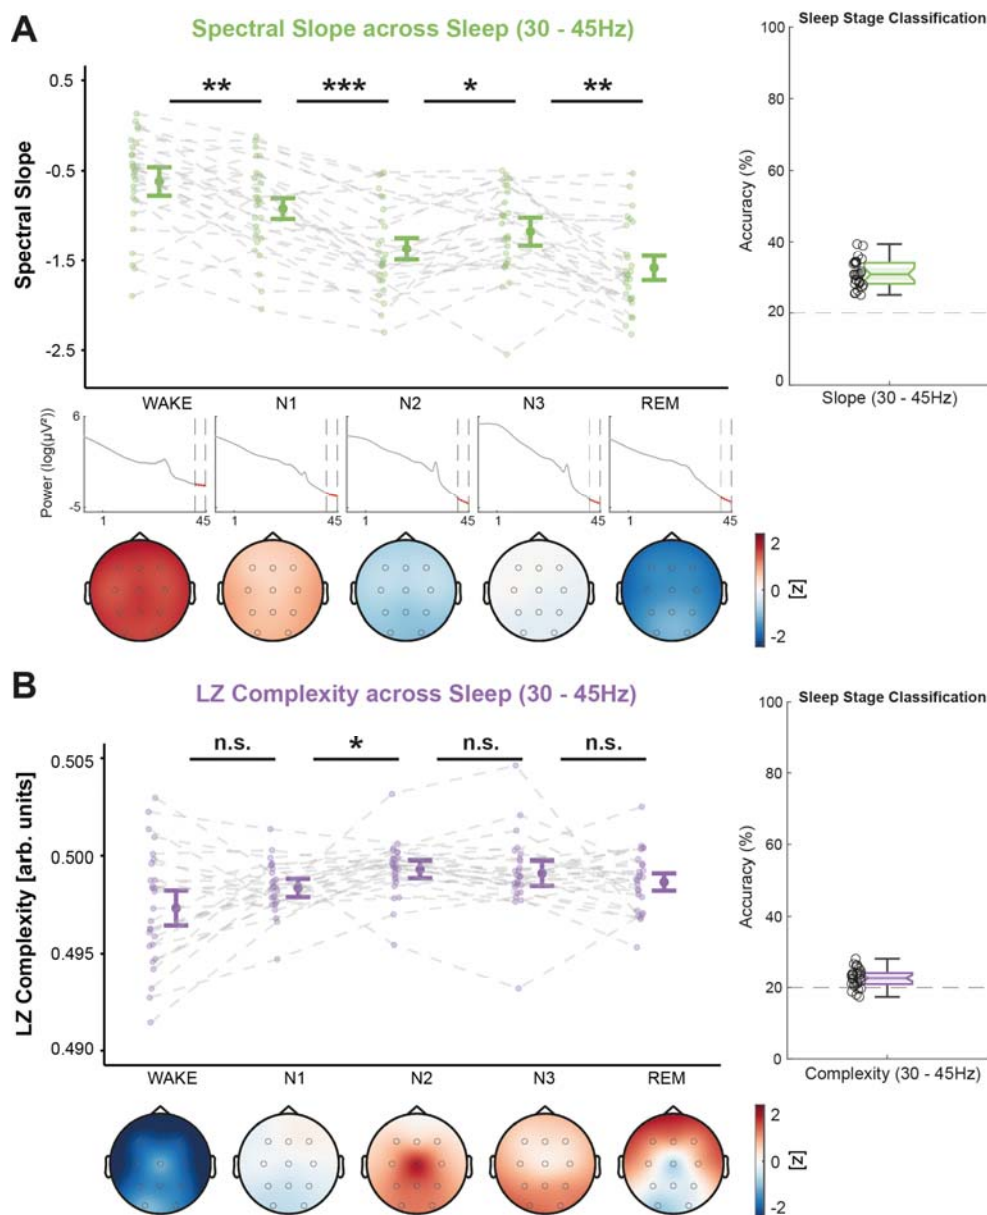 A
Spectral Slope across Sleep (30 - 45Hz)
Sleep Stage Classification
** *** * **
0.5
-0.5
-1.5
-2.5
Spectral Slope
WAKE N1 N2 N3 REM
100
80
60
40
20
0
Accuracy (%)
Slope (30 - 45Hz)
Power (log(µV²))
6
-5
1 45 1 45 1 45 1 45 1 45
2
0
-2
[z]
B
LZ Complexity across Sleep (30 - 45Hz)
Sleep Stage Classification
n.s. * n.s. n.s.
0.505
0.500
0.495
0.490
LZ Complexity [arb. units]
WAKE N1 N2 N3 REM
100
80
60
40
20
0
Accuracy (%)
Complexity (30 - 45Hz)
2
0
-2
[z]